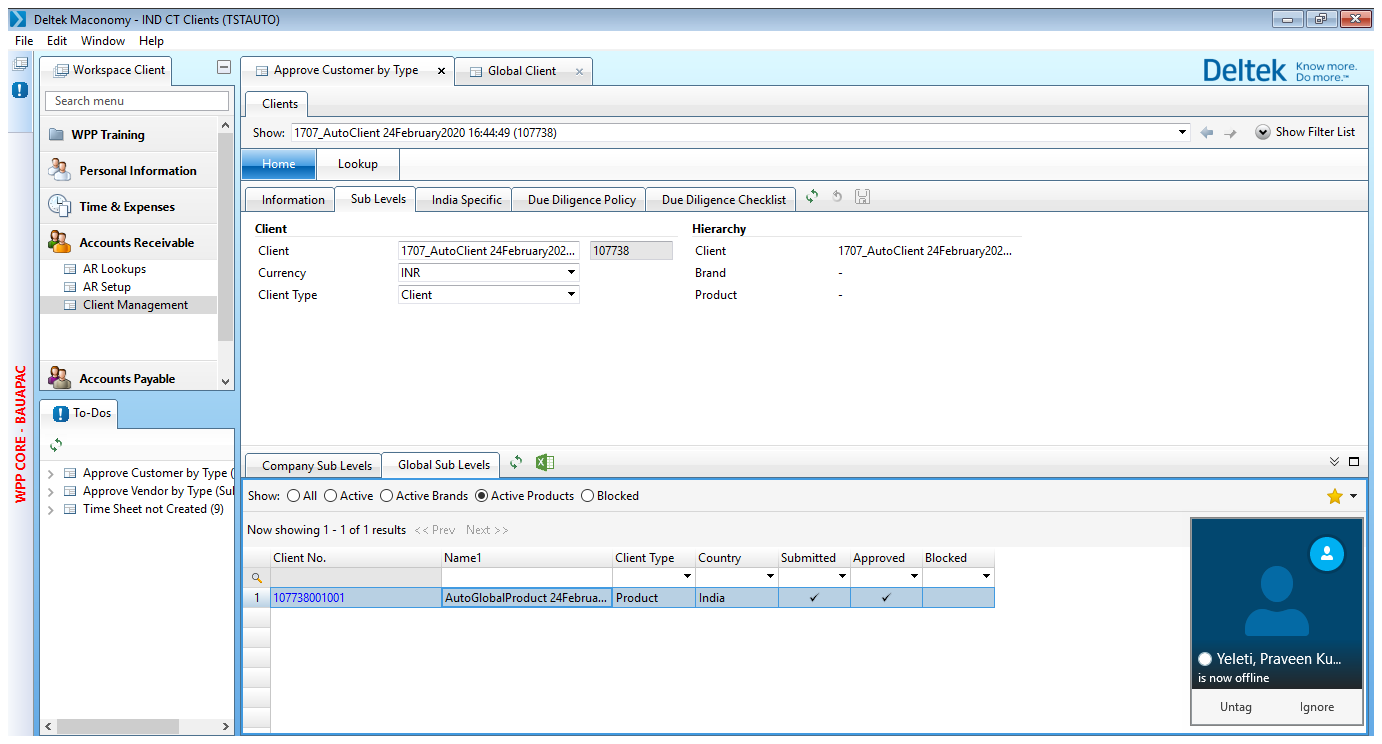 Deltek Maconomy - IND CT Clients (TSTAUTO)
File Edit Window Help
Workspace Client
Search menu
WPP Training
Personal Information
Time & Expenses
Accounts Receivable
AR Lookups
AR Setup
Client Management
Accounts Payable
WPP CORE - BAUAPAC
To-Dos
Approve Customer by Type (
Approve Vendor by Type (Sul
Time Sheet not Created (9)
Approve Customer by Type x Global Client x
Deltek Know more. Do more.™
Clients
Show: 1707_AutoClient 24February2020 16:44:49 (107738) Show Filter List
Home Lookup
Information Sub Levels India Specific Due Diligence Policy Due Diligence Checklist
Client Hierarchy
Client 1707_AutoClient 24February202... 107738 Client 1707_AutoClient 24February202...
Currency INR Brand -
Client Type Client Product -
Company Sub Levels Global Sub Levels
Show: All Active Active Brands Active Products Blocked
Now showing 1 - 1 of 1 results << Prev Next >>
Client No. Name1 Client Type Country Submitted Approved Blocked
1 107738001001 AutoGlobalProduct 24Februa... Product India ✓ ✓
Yeleti, Praveen Ku...
is now offline
Untag Ignore